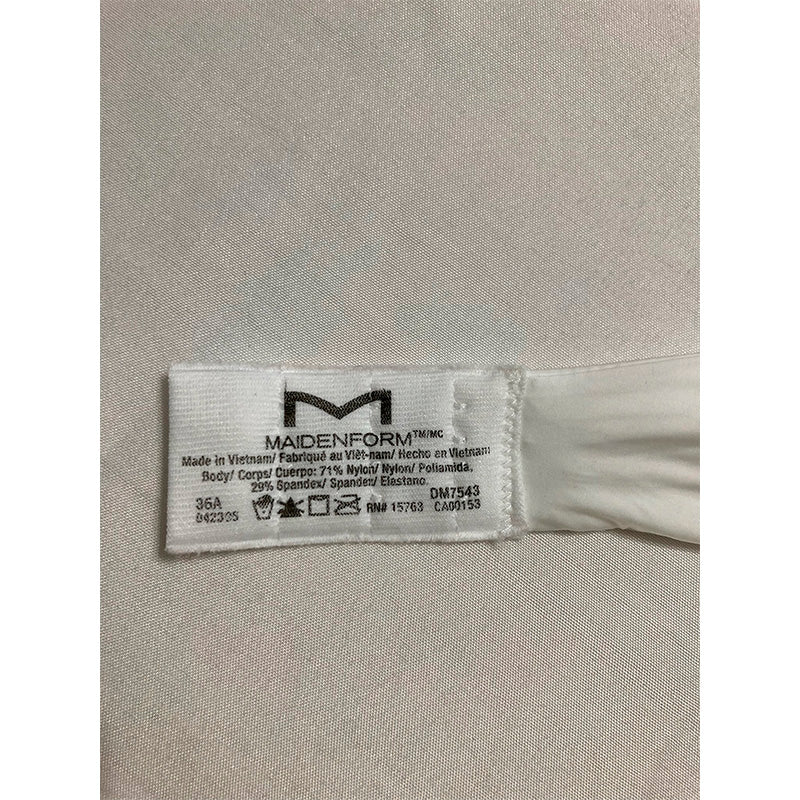 M
MAIDENFORM™/MC
Made in Vietnam/ Fabriqué au Viêt-nam/ Hecho en Vietnam
Body/ Corps/ Cuerpo: 71% Nylon/ Nylon/ Poliamida,
29% Spandex/ Spandex/ Elastano.
36A DM7543
RN# 15763 CA00153